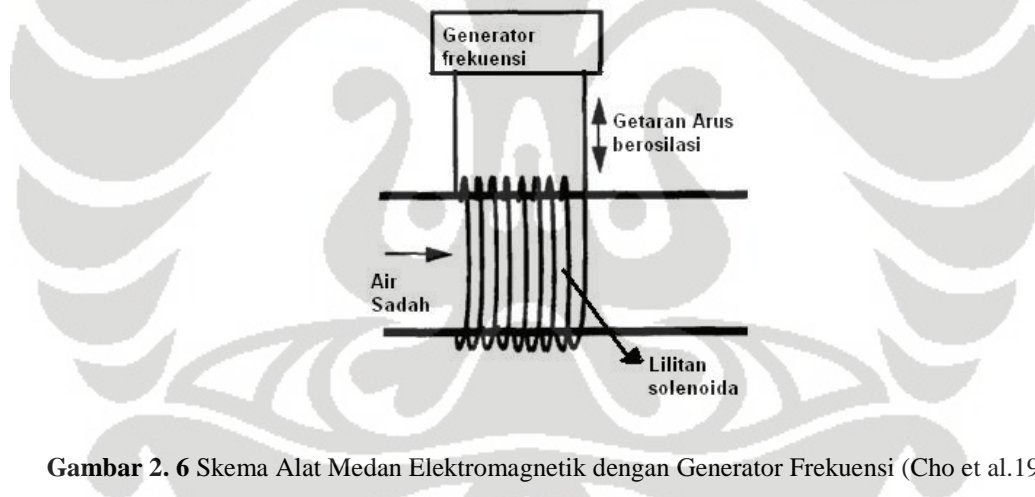 Generator
frekuensi
Getaran Arus
berosilasi
Air
Sadah
Lilitan
solenoida
Gambar 2. 6 Skema Alat Medan Elektromagnetik dengan Generator Frekuensi (Cho et al.19